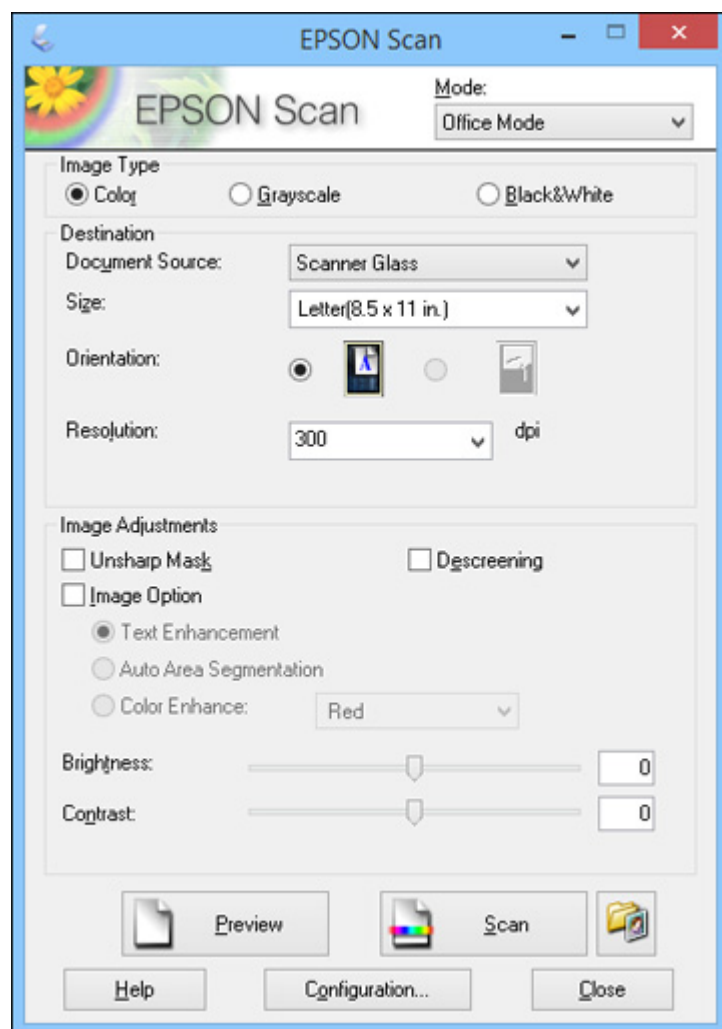 EPSON Scan
EPSON Scan
Mode:
Office Mode
Image Type
Color Grayscale Black&White
Destination
Document Source: Scanner Glass
Size: Letter(8.5 x 11 in.)
Orientation:
Resolution: 300 dpi
Image Adjustments
Unsharp Mask Descreening
Image Option
Text Enhancement
Auto Area Segmentation
Color Enhance: Red
Brightness: 0
Contrast: 0
Preview Scan
Help Configuration... Close